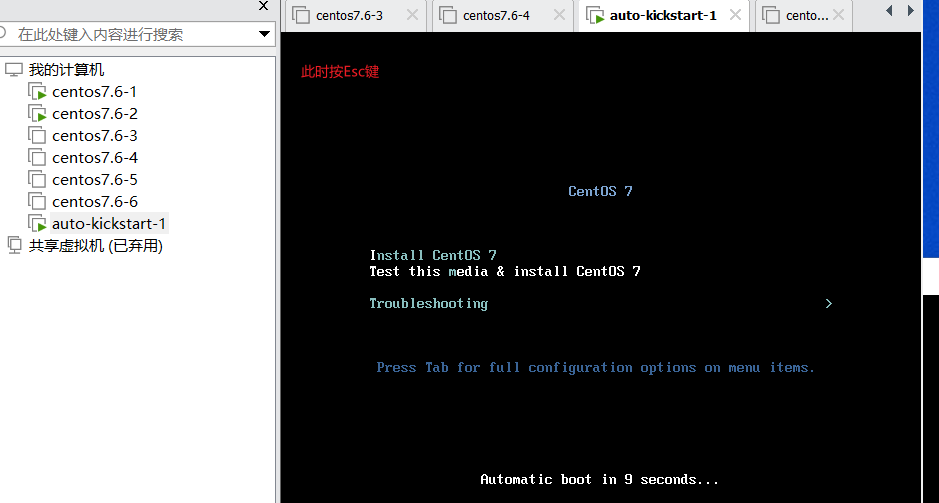 centos7.6-3
centos7.6-4
auto-kickstart-1
cento...
在此处键入内容进行搜索
我的计算机
centos7.6-1
centos7.6-2
centos7.6-3
centos7.6-4
centos7.6-5
centos7.6-6
auto-kickstart-1
共享虚拟机 (已弃用)
此时按Esc键
CentOS 7
Install CentOS 7
Test this media & install CentOS 7
Troubleshooting >
Press Tab for full configuration options on menu items.
Automatic boot in 9 seconds...